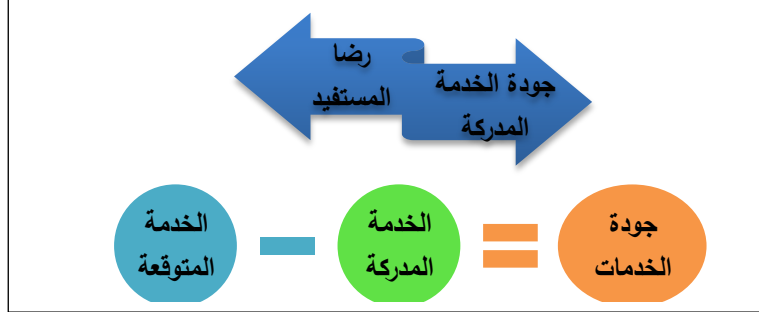 رضا
المستفيد
جودة الخدمة
المدركة
جودة
الخدمات
الخدمة
المدركة
الخدمة
المتوقعة